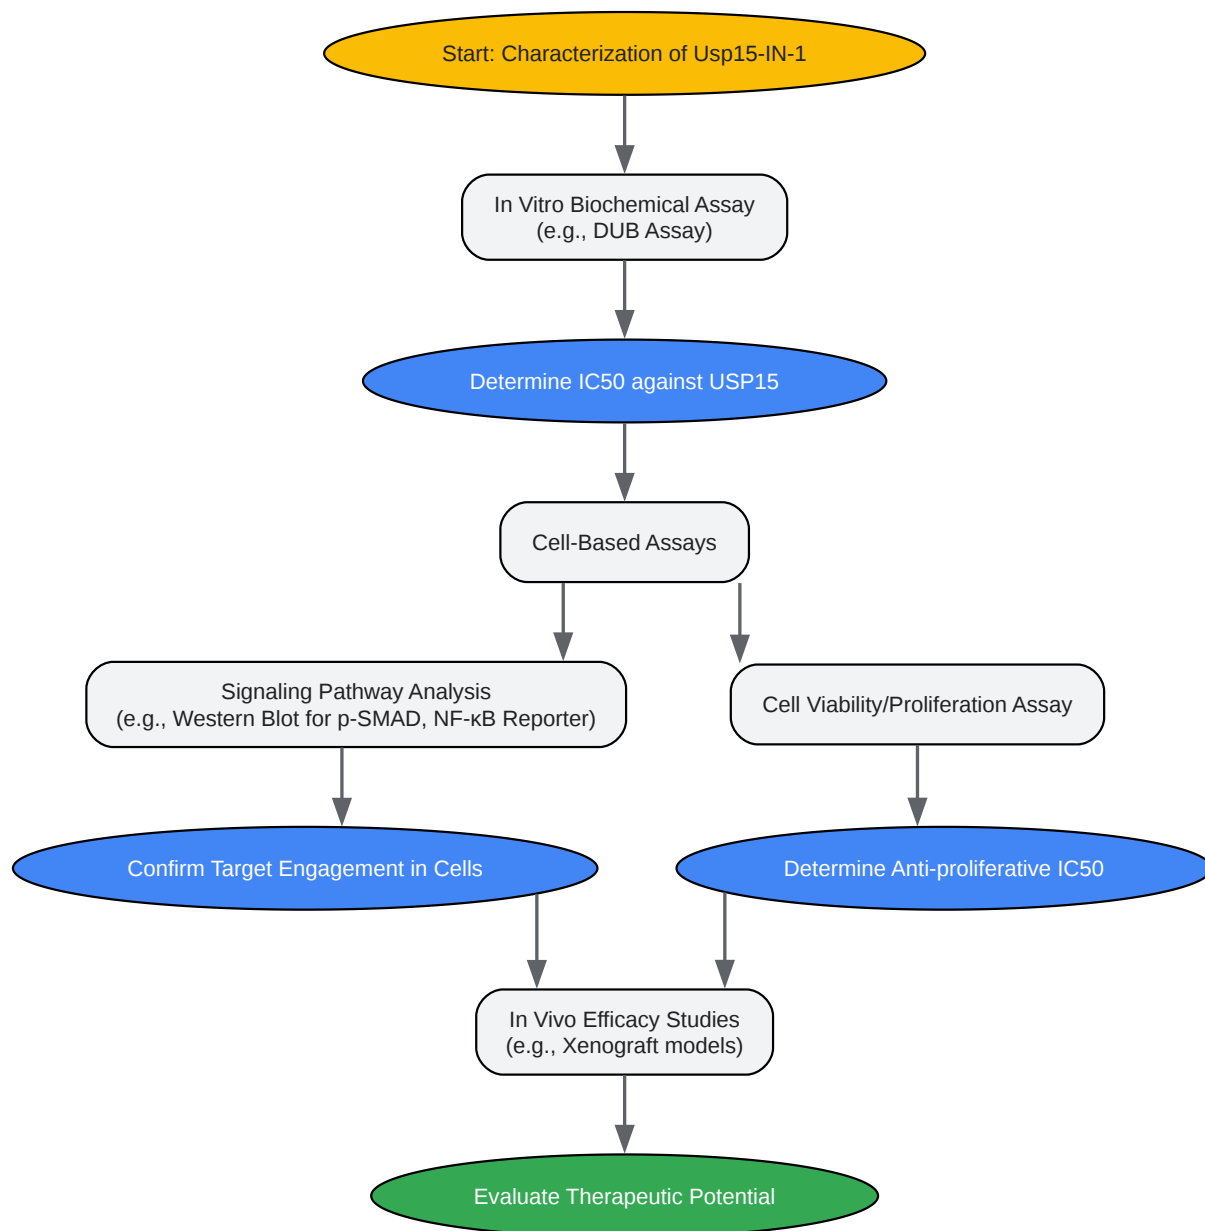 Start: Characterization of Usp15-IN-1
In Vitro Biochemical Assay
(e.g., DUB Assay)
Determine IC50 against USP15
Cell-Based Assays
Signaling Pathway Analysis
(e.g., Western Blot for p-SMAD, NF-κB Reporter)
Cell Viability/Proliferation Assay
Confirm Target Engagement in Cells
Determine Anti-proliferative IC50
In Vivo Efficacy Studies
(e.g., Xenograft models)
Evaluate Therapeutic Potential